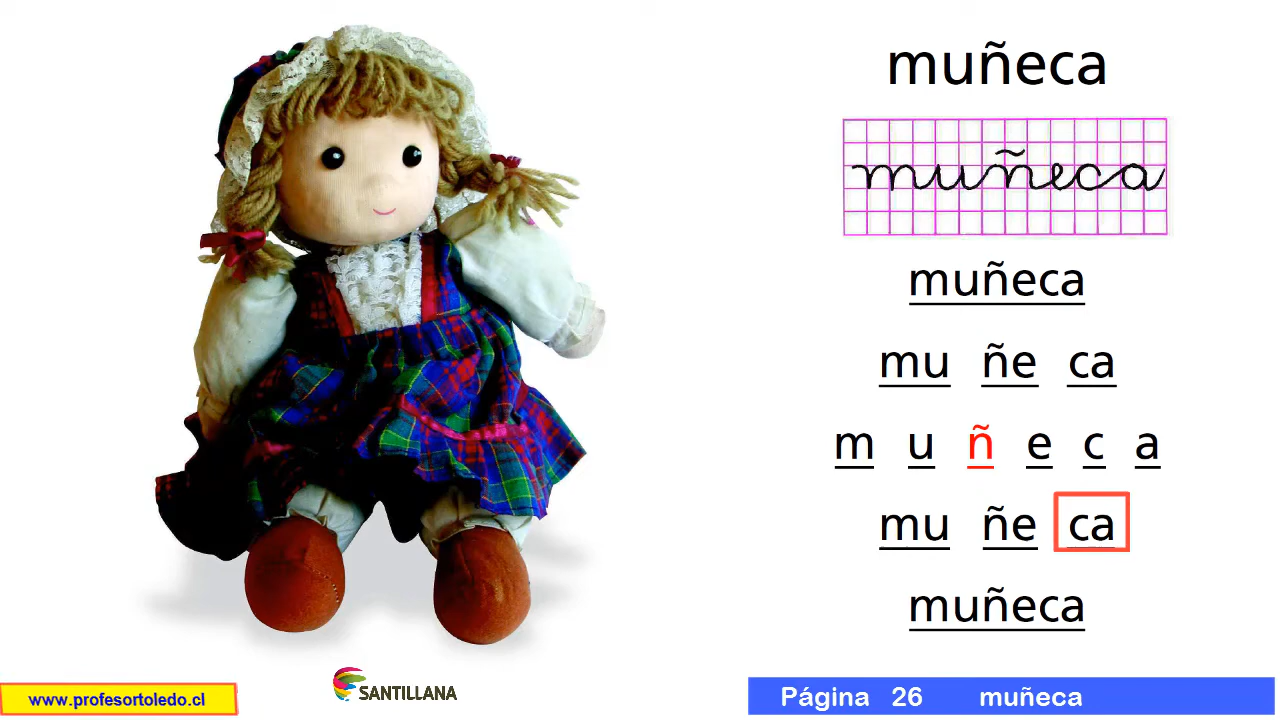 muñeca
muñeca
muñeca
mu ñe ca
m u ñ e c a
mu ñe ca
muñeca
www.profesortoledo.cl
SANTILLANA
Página 26 muñeca